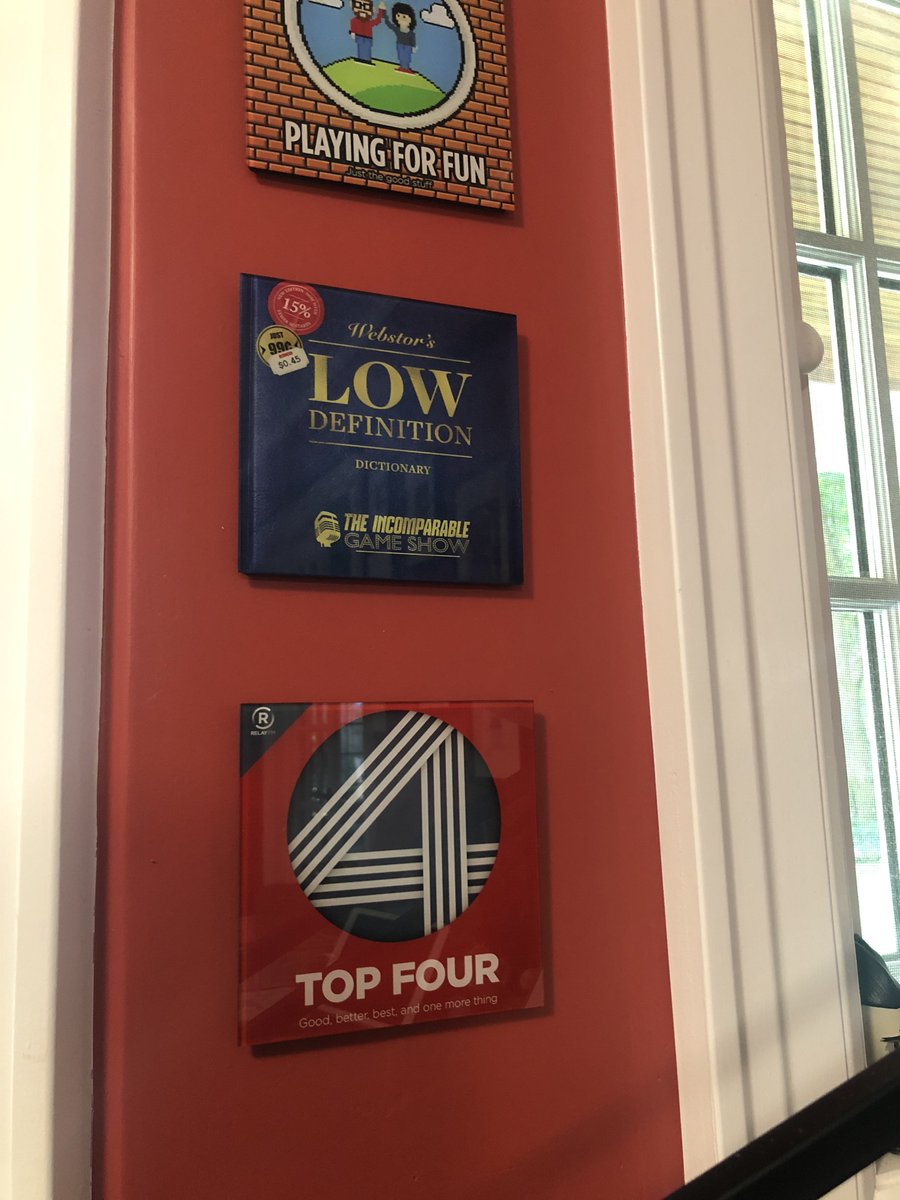 PLAYING FOR FUN
Just the good stuff
15%
JUST
99¢
$0.45
Webstor's
LOW
DEFINITION
DICTIONARY
THE INCOMPARABLE
GAME SHOW
R
RELAY FM
TOP FOUR
Good, better, best, and one more thing